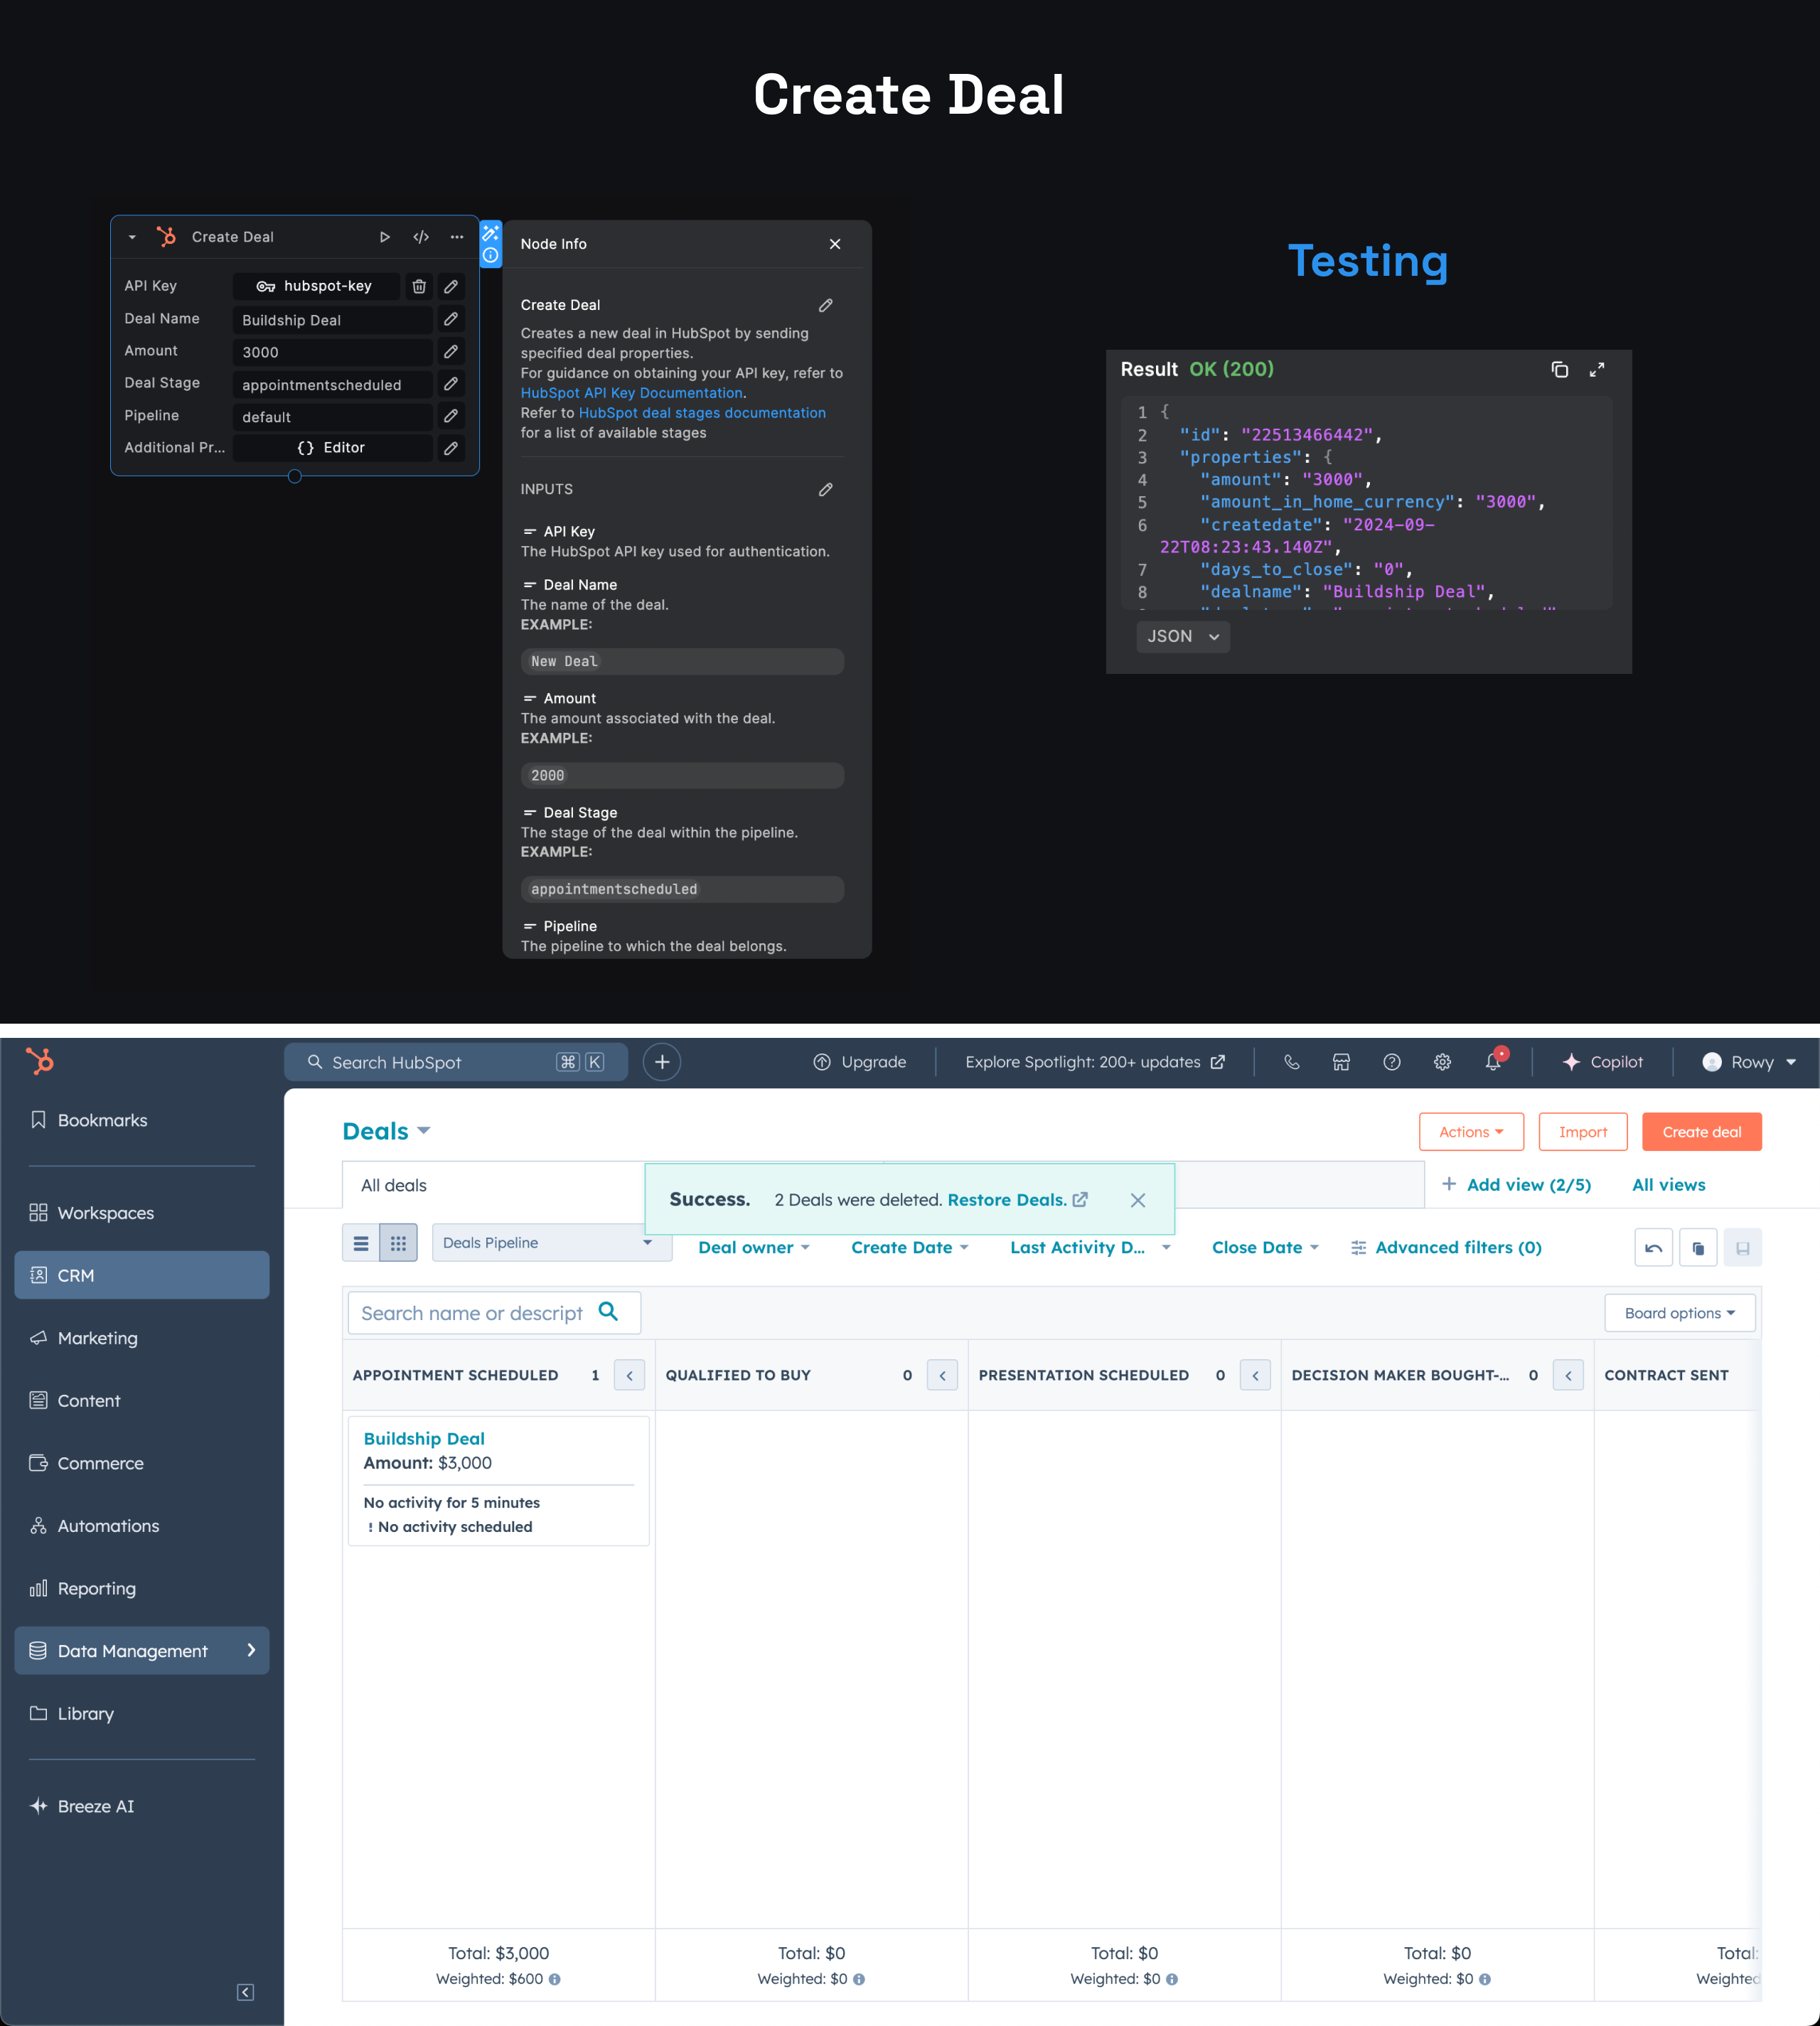 Create Deal
Create Deal
API Key
hubspot-key
Deal Name
Buildship Deal
Amount
3000
Deal Stage
appointmentscheduled
Pipeline
default
Additional Pr...
{} Editor
Node Info
Create Deal
Creates a new deal in HubSpot by sending
specified deal properties.
For guidance on obtaining your API key, refer to
HubSpot API Key Documentation.
Refer to HubSpot deal stages documentation
for a list of available stages
INPUTS
API Key
The HubSpot API key used for authentication.
Deal Name
The name of the deal.
EXAMPLE:
New Deal
Amount
The amount associated with the deal.
EXAMPLE:
2000
Deal Stage
The stage of the deal within the pipeline.
EXAMPLE:
appointmentscheduled
Pipeline
The pipeline to which the deal belongs.
Testing
Result OK (200)
1 {
2 "id": "22513466442",
3 "properties": {
4 "amount": "3000",
5 "amount_in_home_currency": "3000",
6 "createdate": "2024-09-
22T08:23:43.140Z",
7 "days_to_close": "0",
8 "dealname": "Buildship Deal",
JSON
Search HubSpot ⌘ K
Upgrade
Explore Spotlight: 200+ updates
Copilot
Rowy
Bookmarks
Workspaces
CRM
Marketing
Content
Commerce
Automations
Reporting
Data Management
Library
Breeze AI
Deals
Actions
Import
Create deal
All deals
Success. 2 Deals were deleted. Restore Deals.
+ Add view (2/5)
All views
Deals Pipeline
Deal owner
Create Date
Last Activity D...
Close Date
Advanced filters (0)
Search name or descript
Board options
APPOINTMENT SCHEDULED 1
QUALIFIED TO BUY 0
PRESENTATION SCHEDULED 0
DECISION MAKER BOUGHT-... 0
CONTRACT SENT
Buildship Deal
Amount: $3,000
No activity for 5 minutes
! No activity scheduled
Total: $3,000
Weighted: $600
Total: $0
Weighted: $0
Total: $0
Weighted: $0
Total: $0
Weighted: $0
Total:
Weighted